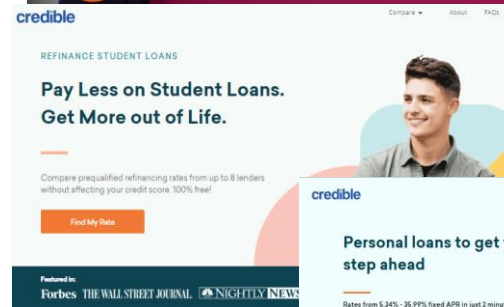 credible
Compare About FAQs
REFINANCE STUDENT LOANS
Pay Less on Student Loans.
Get More out of Life.
Compare prequalified refinancing rates from up to 8 lenders
without affecting your credit score. 100% free!
Find My Rate
Featured in:
Forbes THE WALL STREET JOURNAL. NIGHTLY NEWS
credible
Personal loans to get
step ahead
Rates from 5.34% - 35.99% fixed APR in just 2